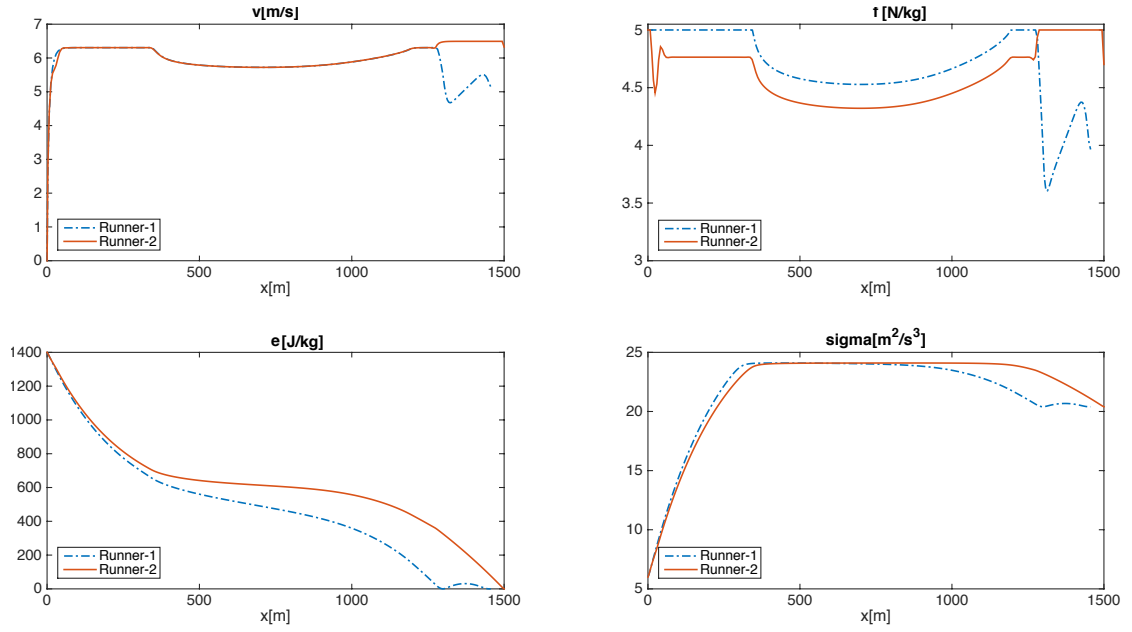 v[m/s]
7
6
5
4
3
2
1
0
Runner-1
Runner-2
0 500 1000 1500
x[m]
f[N/kg]
5
4.5
4
3.5
3
Runner-1
Runner-2
0 500 1000 1500
x[m]
e[J/kg]
1400
1200
1000
800
600
400
200
0
Runner-1
Runner-2
0 500 1000 1500
x[m]
sigma[m²/s³]
25
20
15
10
5
Runner-1
Runner-2
0 500 1000 1500
x[m]